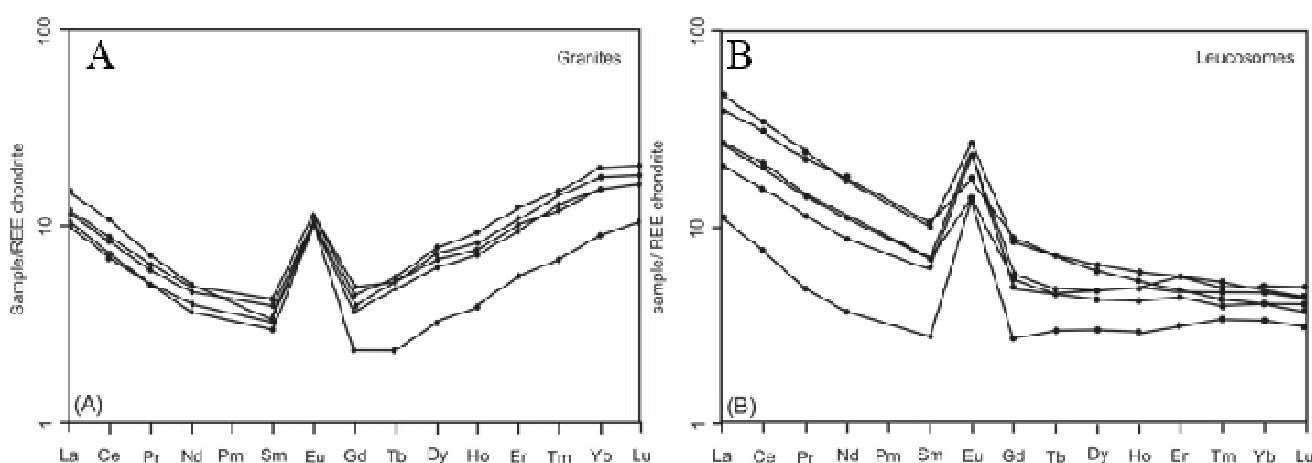 100
A
Granites
10
Sample/REE chondrite
1
(A)
La Ce Pr Nd Pm Sm Eu Gd Tb Dy Ho Er Tm Yb Lu
100
B
Leucosomes
10
sample/ REE chondrite
1
(B)
La Ce Pr Nd Pm Sm Eu Gd Tb Dy Ho Er Tm Yb Lu